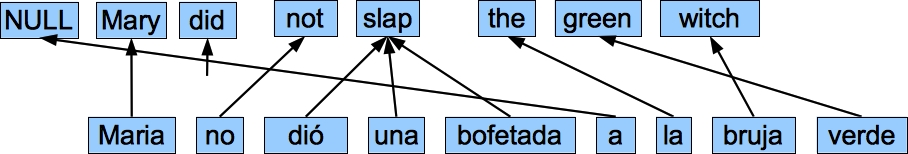 NULL Mary did not slap the green witch
Maria no dió una bofetada a la bruja verde